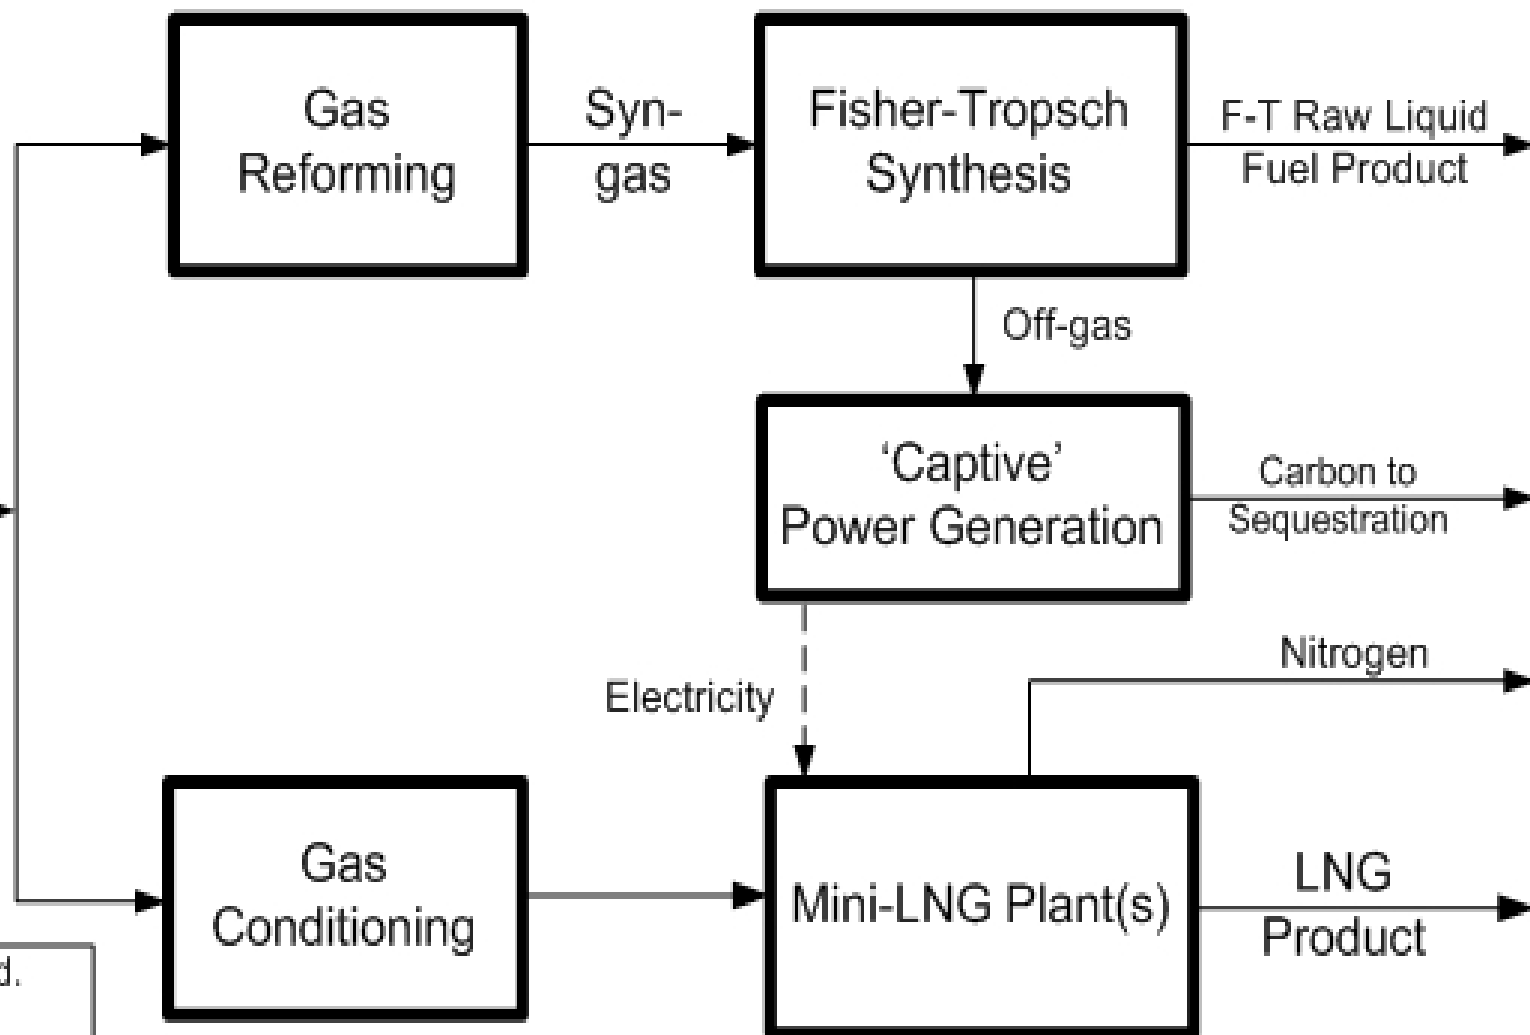 Gas
Reforming
Syn-
gas
Fisher-Tropsch
Synthesis
F-T Raw Liquid
Fuel Product
Off-gas
‘Captive’
Power Generation
Carbon to
Sequestration
Electricity
Nitrogen
Gas
Conditioning
Mini-LNG Plant(s)
LNG
Product
d.